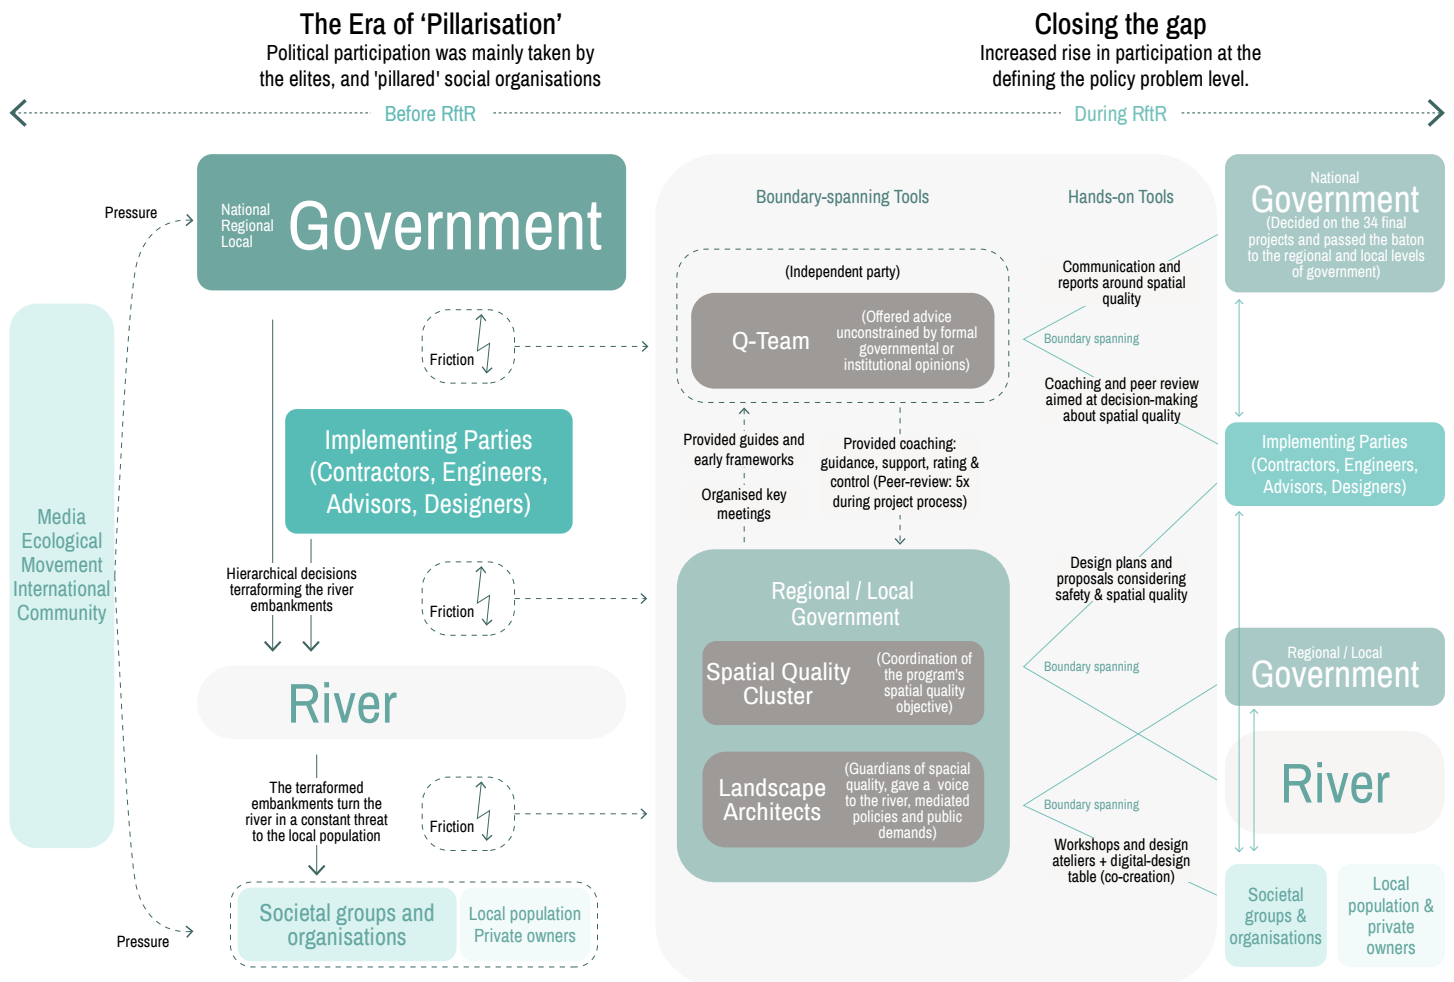 The Era of ‘Pillarisation’
Political participation was mainly taken by
the elites, and 'pillared' social organisations
Closing the gap
Increased rise in participation at the
defining the policy problem level.
Before RftR
During RftR
Pressure
National
Regional
Local
Government
Friction
Implementing Parties
(Contractors, Engineers,
Advisors, Designers)
Media
Ecological
Movement
International
Community
Hierarchical decisions
terraforming the river
embankments
Friction
River
The terraformed
embankments turn the
river in a constant threat
to the local population
Friction
Pressure
Societal groups and
organisations
Local population
Private owners
Boundary-spanning Tools
(Independent party)
Q-Team
(Offered advice
unconstrained by formal
governmental or
institutional opinions)
Provided guides and
early frameworks
Organised key
meetings
Provided coaching:
guidance, support, rating &
control (Peer-review: 5x
during project process)
Regional / Local
Government
Spatial Quality
Cluster
(Coordination of
the program's
spatial quality
objective)
Landscape
Architects
(Guardians of spacial
quality, gave a voice
to the river, mediated
policies and public
demands)
Hands-on Tools
Communication and
reports around spatial
quality
Boundary spanning
Coaching and peer review
aimed at decision-making
about spatial quality
Design plans and
proposals considering
safety & spatial quality
Boundary spanning
Boundary spanning
Workshops and design
ateliers + digital-design
table (co-creation)
National
Government
(Decided on the 34 final
projects and passed the baton
to the regional and local levels
of government)
Implementing Parties
(Contractors, Engineers,
Advisors, Designers)
Regional / Local
Government
River
Societal
groups &
organisations
Local
population &
private
owners